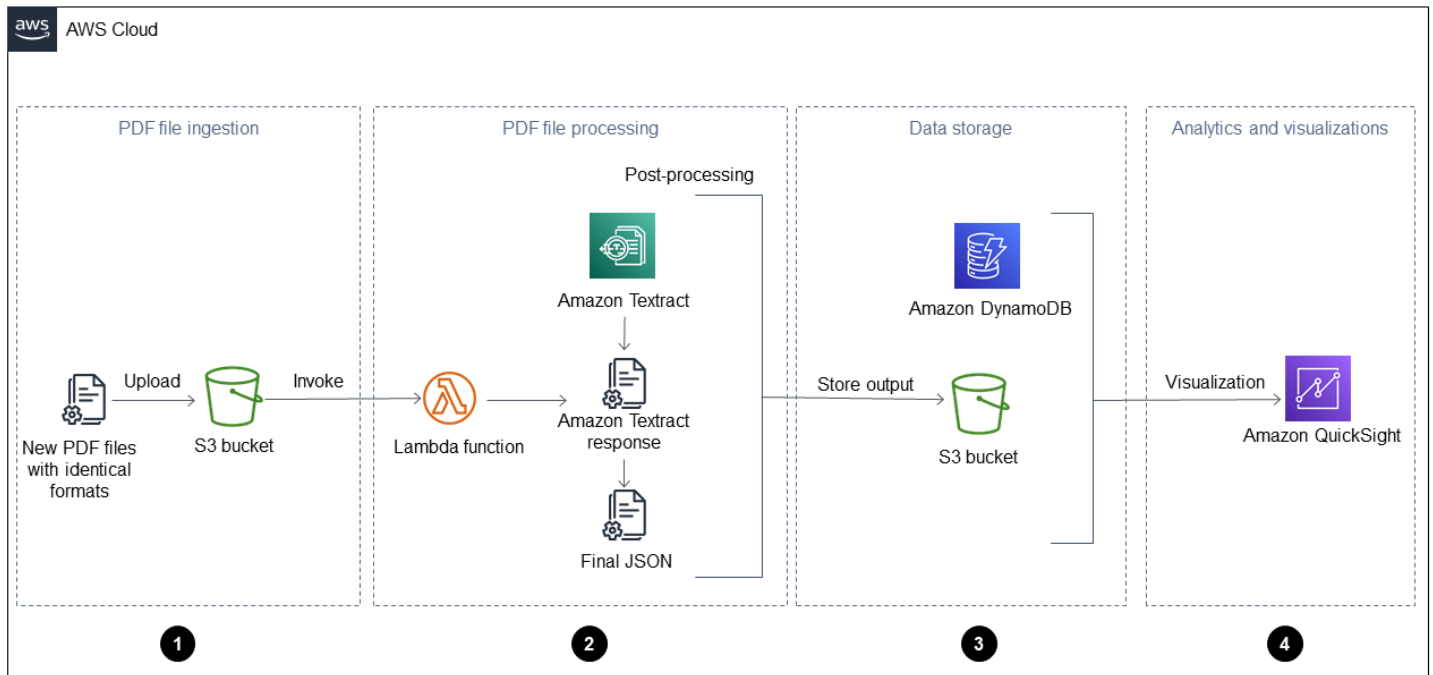 aws
AWS Cloud
PDF file ingestion
New PDF files
with identical
formats
Upload
S3 bucket
Invoke
PDF file processing
Post-processing
Amazon Textract
Lambda function
Amazon Textract
response
Final JSON
Data storage
Amazon DynamoDB
Store output
S3 bucket
Analytics and visualizations
Visualization
Amazon QuickSight
1
2
3
4